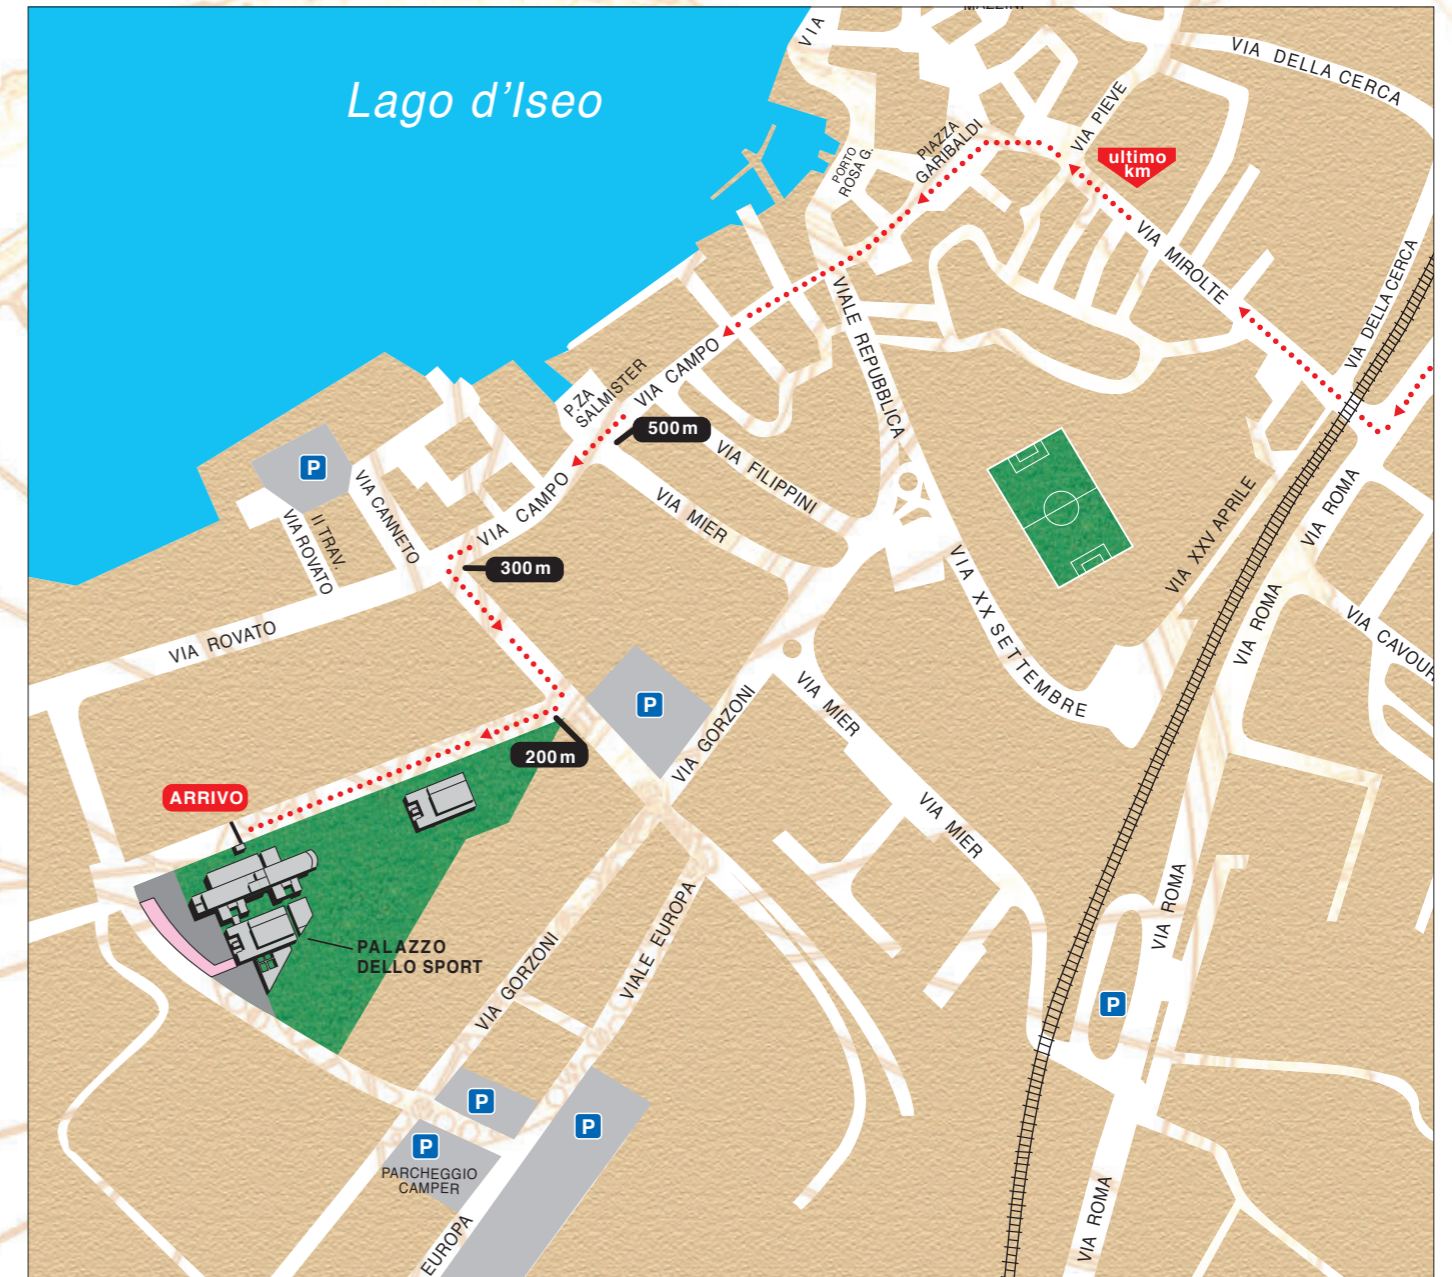 MAZZINI
VIA
VIA DELLA CERCA
Lago d'Iseo
VIA PIEVE
PIAZZA
GARIBALDI
ultimo
km
PORTO
ROSA G.
VIA MIROLTE
VIA DELLA CERCA
VIALE REPUBBLICA
VIA CAMPO
P.ZA
SALMISTER
500 m
VIA FILIPPINI
VIA MIER
P
VIA CANNETO
VIA CAMPO
II TRAV.
VIA ROVATO
300 m
VIA ROVATO
VIA XXV APRILE
VIA ROMA
VIA XX SETTEMBRE
VIA ROMA
VIA CAVOUR
P
VIA GORZONI
VIA MIER
200 m
ARRIVO
VIA MIER
PALAZZO
DELLO SPORT
VIA GORZONI
VIALE EUROPA
VIA ROMA
P
P
P
P
PARCHEGGIO
CAMPER
EUROPA
VIA ROMA